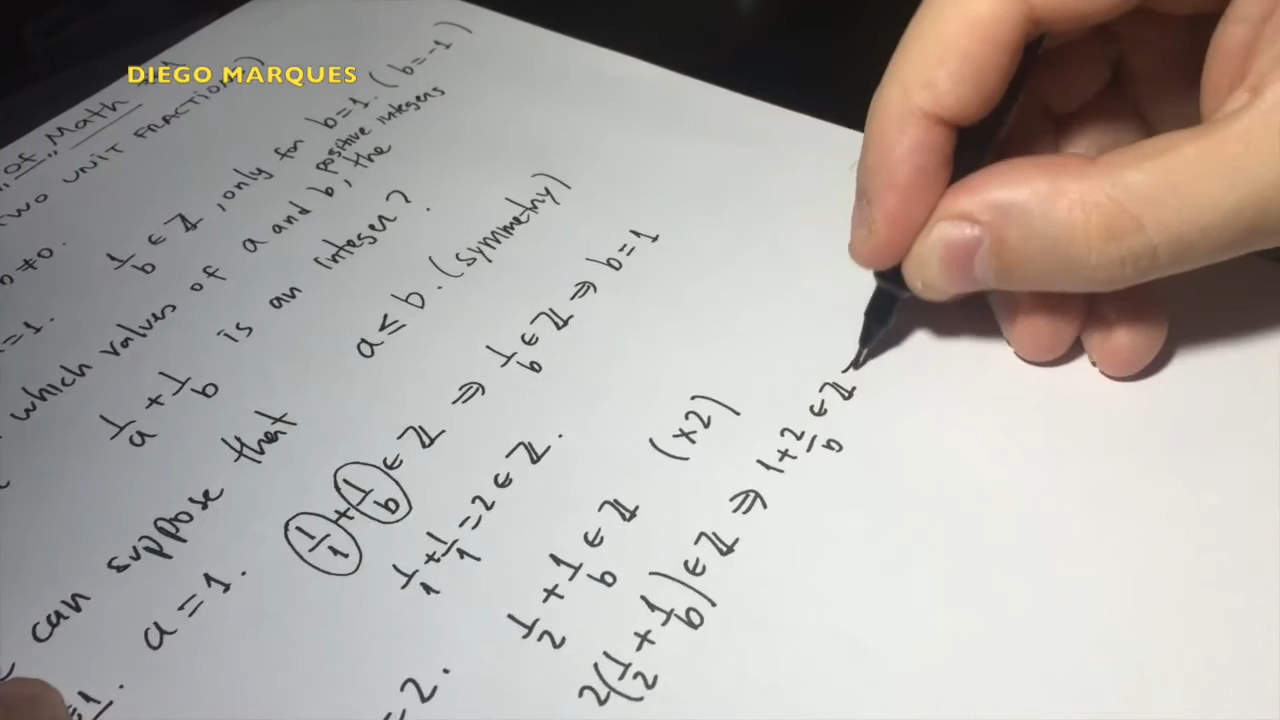 DIEGO MARQUES
of Math
TWO UNIT FRACTIONS)
b≠0.
1/b ∈ ℤ, only for b=1. (b=-1)
=1.
which values of a and b, positive integers
, the
1/a + 1/b is an integer?
can suppose that a ≤ b. (symmetry)
a=1. 1/1 + 1/b ∈ ℤ ⇒ 1/b ∈ ℤ ⇒ b=1
=1. 1/1 + 1/1 = 2 ∈ ℤ.
=2. 1/2 + 1/b ∈ ℤ (×2)
2(1/2 + 1/b) ∈ ℤ ⇒ 1 + 2/b ∈ ℤ